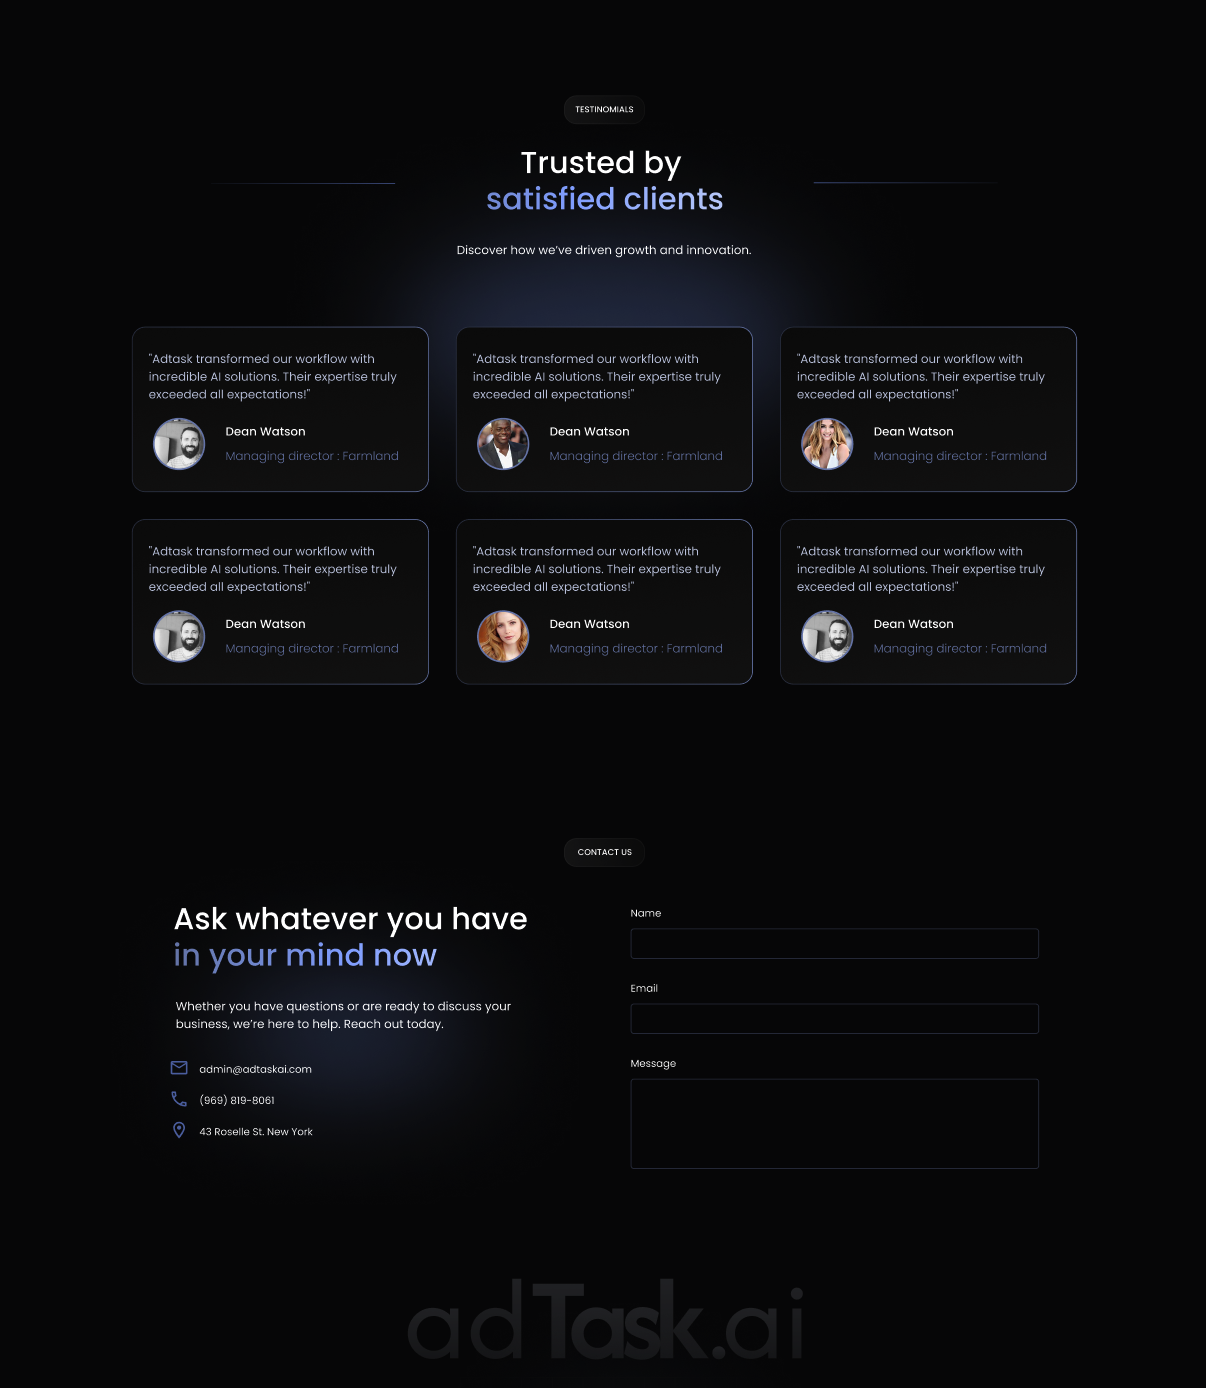 TESTINOMIALS
Trusted by
satisfied clients
Discover how we've driven growth and innovation.
"Adtask transformed our workflow with
incredible AI solutions. Their expertise truly
exceeded all expectations!"
Dean Watson
Managing director : Farmland
"Adtask transformed our workflow with
incredible AI solutions. Their expertise truly
exceeded all expectations!"
Dean Watson
Managing director : Farmland
"Adtask transformed our workflow with
incredible AI solutions. Their expertise truly
exceeded all expectations!"
Dean Watson
Managing director : Farmland
"Adtask transformed our workflow with
incredible AI solutions. Their expertise truly
exceeded all expectations!"
Dean Watson
Managing director : Farmland
"Adtask transformed our workflow with
incredible AI solutions. Their expertise truly
exceeded all expectations!"
Dean Watson
Managing director : Farmland
"Adtask transformed our workflow with
incredible AI solutions. Their expertise truly
exceeded all expectations!"
Dean Watson
Managing director : Farmland
CONTACT US
Ask whatever you have
in your mind now
Whether you have questions or are ready to discuss your
business, we're here to help. Reach out today.
admin@adtaskai.com
(969) 819-8061
43 Roselle St. New York
Name
Email
Message
adTask.ai